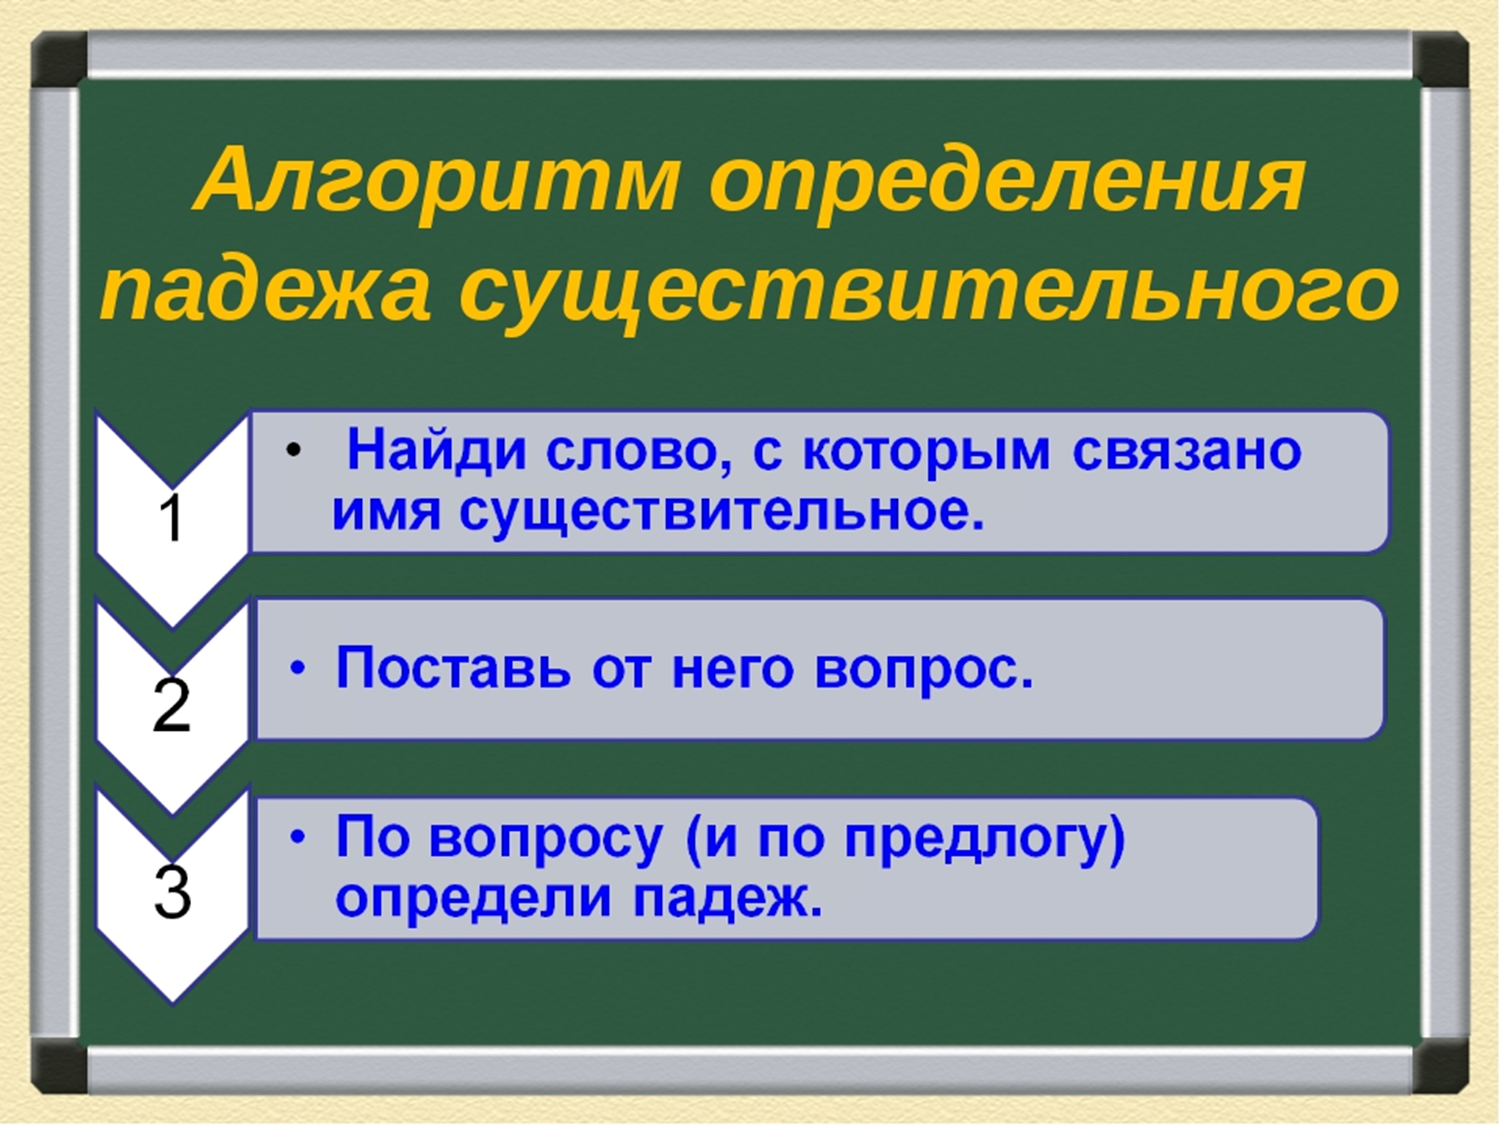 Алгоритм определения
падежа существительного
1
• Найди слово, с которым связано
имя существительное.
2
• Поставь от него вопрос.
3
• По вопросу (и по предлогу)
определи падеж.